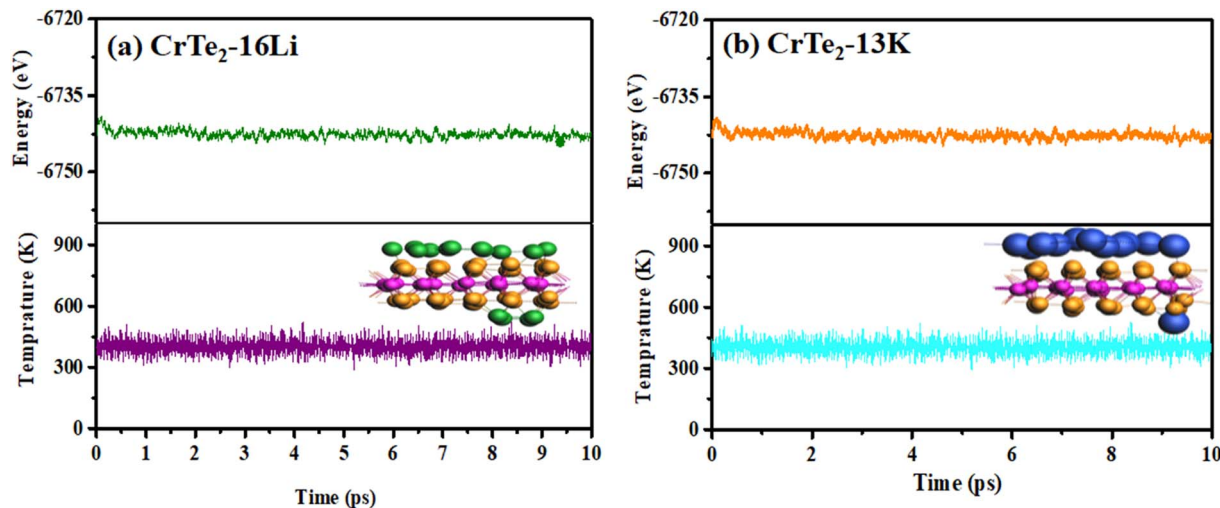 (a) CrTe₂-16Li
Energy (eV)
-6720
-6735
-6750
Temprature (K)
900
600
300
0
0 1 2 3 4 5 6 7 8 9 10
Time (ps)
(b) CrTe₂-13K
Energy (eV)
-6720
-6735
-6750
Temprature (K)
900
600
300
0
0 2 4 6 8 10
Time (ps)